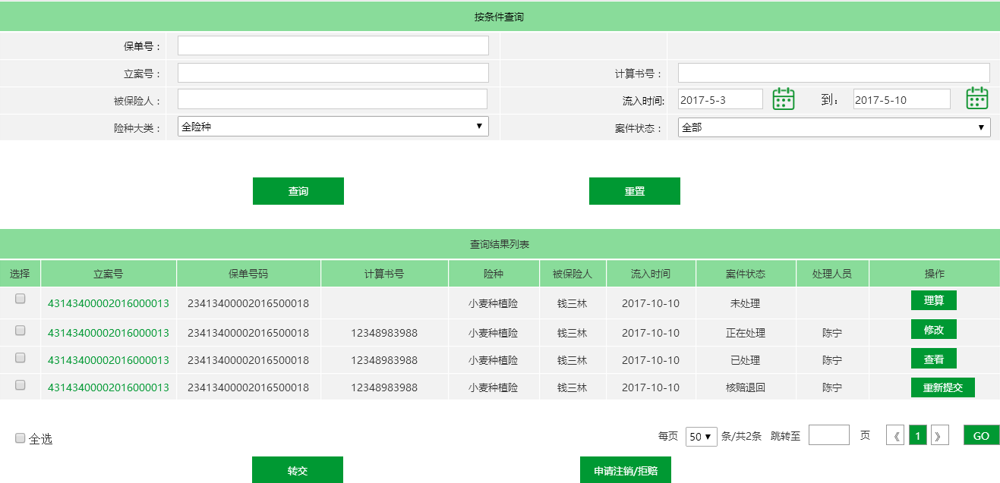 按条件查询
保单号：
立案号： 计算书号：
被保险人： 流入时间: 2017-5-3 到： 2017-5-10
险种大类： 全险种 案件状态： 全部
查询 重置
查询结果列表
选择 立案号 保单号码 计算书号 险种 被保险人 流入时间 案件状态 处理人员 操作
43143400002016000013 23413400002016500018 小麦种植险 钱三林 2017-10-10 未处理 理算
43143400002016000013 23413400002016500018 12348983988 小麦种植险 钱三林 2017-10-10 正在处理 陈宁 修改
43143400002016000013 23413400002016500018 12348983988 小麦种植险 钱三林 2017-10-10 已处理 陈宁 查看
43143400002016000013 23413400002016500018 12348983988 小麦种植险 钱三林 2017-10-10 核赔退回 陈宁 重新提交
全选 每页 50 条/共2条 跳转至 页 《 1 》 GO
转交 申请注销/拒赔